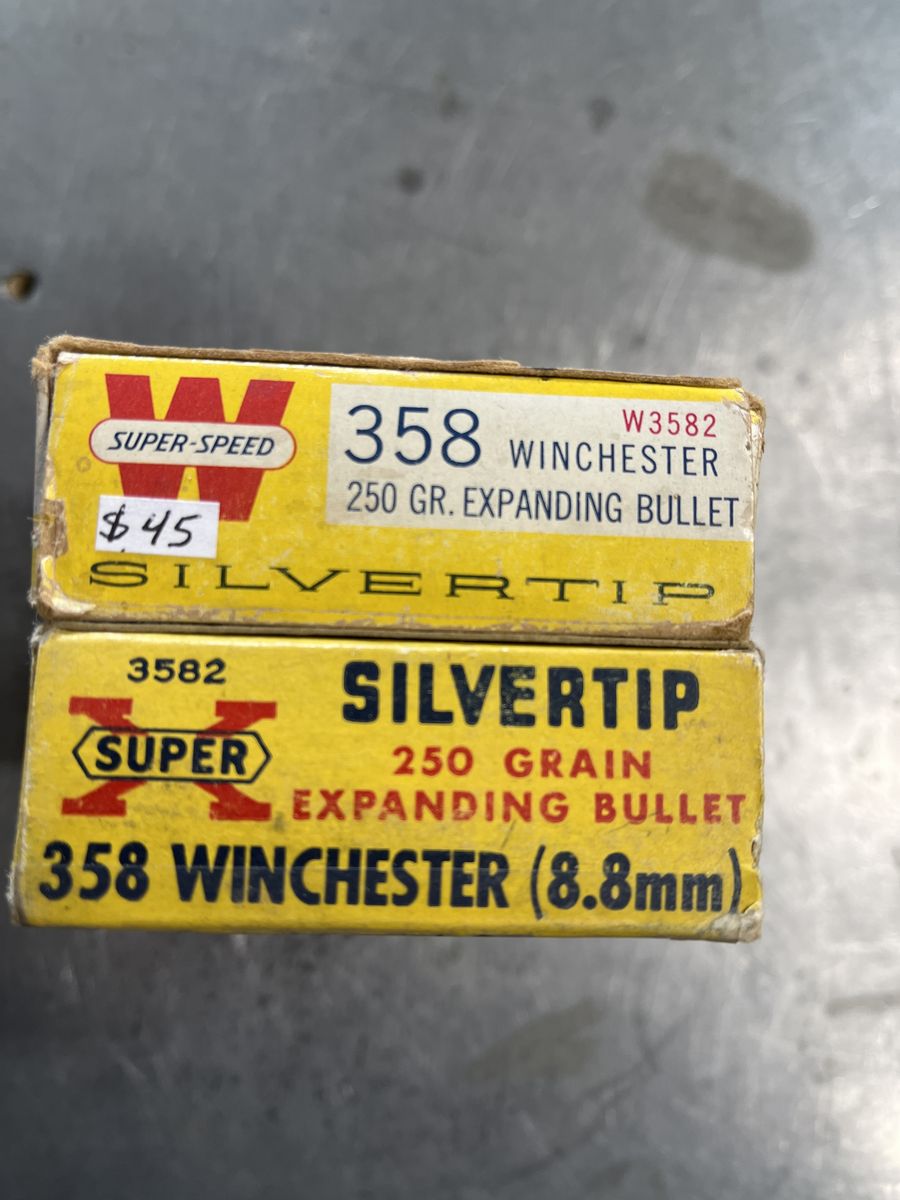 W
SUPER-SPEED
358 WINCHESTER
W3582
250 GR. EXPANDING BULLET
$.45
SILVERTIP
3582
X
SUPER
SILVERTIP
250 GRAIN
EXPANDING BULLET
358 WINCHESTER (8.8mm)